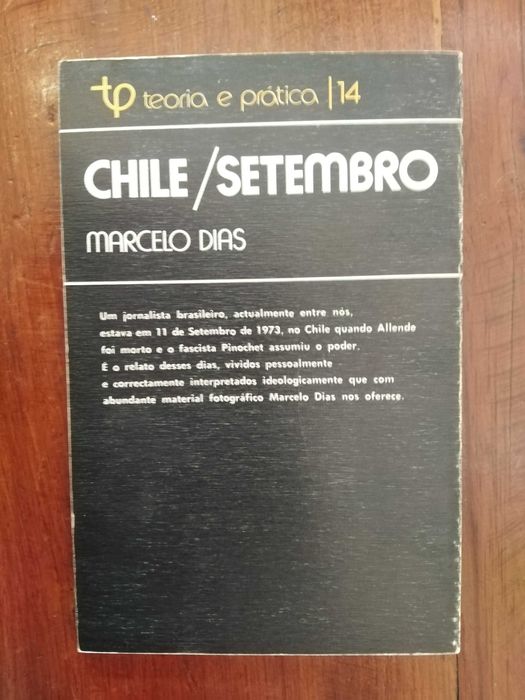 tp teoria e prática | 14
CHILE/SETEMBRO
MARCELO DIAS
Um jornalista brasileiro, actualmente entre nós,
estava em 11 de Setembro de 1973, no Chile quando Allende
foi morto e o fascista Pinochet assumiu o poder.
É o relato desses dias, vividos pessoalmente
e correctamente interpretados ideologicamente que com
abundante material fotográfico Marcelo Dias nos oferece.